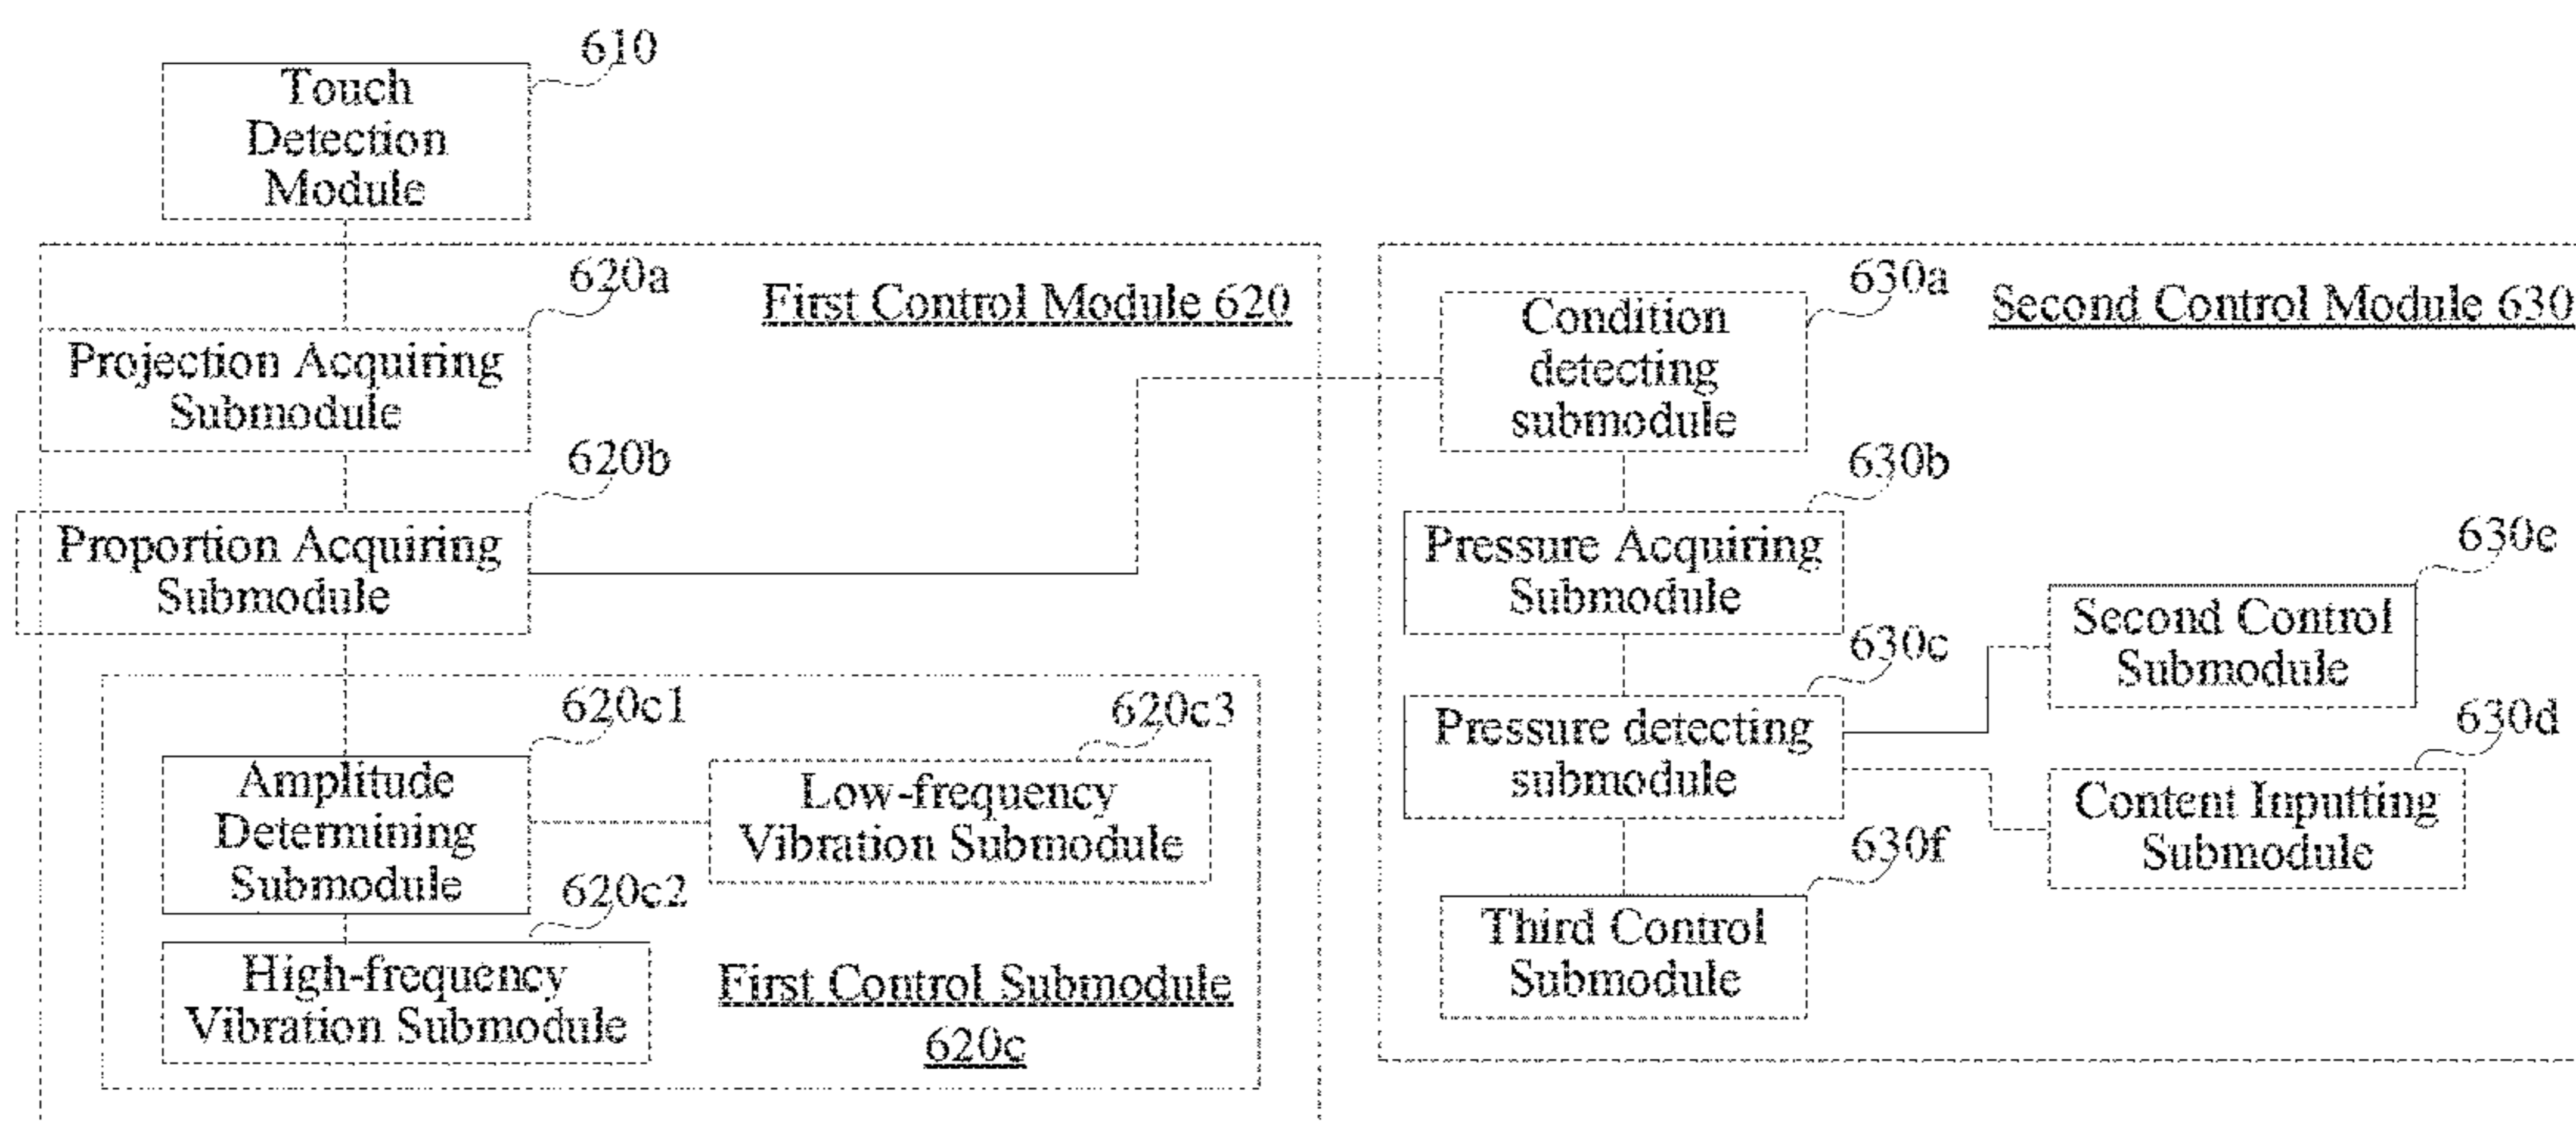 610
Touch
Detection
Module
620a
First Control Module 620
Projection Acquiring
Submodule
620b
Proportion Acquiring
Submodule
620c1
Amplitude
Determining
Submodule
620c3
Low-frequency
Vibration Submodule
620c2
High-frequency
Vibration Submodule
First Control Submodule
620c
630a
Second Control Module 630
Condition
detecting
submodule
630b
Pressure Acquiring
Submodule
630c
Pressure detecting
submodule
630e
Second Control
Submodule
630d
Content Inputting
Submodule
630f
Third Control
Submodule